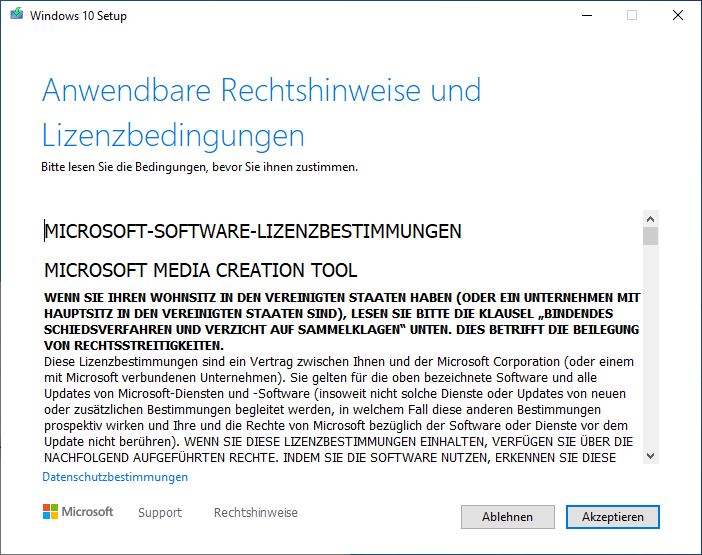 Windows 10 Setup
Anwendbare Rechtshinweise und
Lizenzbedingungen
Bitte lesen Sie die Bedingungen, bevor Sie ihnen zustimmen.
MICROSOFT-SOFTWARE-LIZENZBESTIMMUNGEN
MICROSOFT MEDIA CREATION TOOL
WENN SIE IHREN WOHNSITZ IN DEN VEREINIGTEN STAATEN HABEN (ODER EIN UNTERNEHMEN MIT
HAUPTSITZ IN DEN VEREINIGTEN STAATEN SIND), LESEN SIE BITTE DIE KLAUSEL „BINDENDES
SCHIEDSVERFAHREN UND VERZICHT AUF SAMMELKLAGEN“ UNTEN. DIES BETRIFFT DIE BEILEGUNG
VON RECHTSSTREITIGKEITEN.
Diese Lizenzbestimmungen sind ein Vertrag zwischen Ihnen und der Microsoft Corporation (oder einem
mit Microsoft verbundenen Unternehmen). Sie gelten für die oben bezeichnete Software und alle
Updates von Microsoft-Diensten und -Software (insoweit nicht solche Dienste oder Updates von neuen
oder zusätzlichen Bestimmungen begleitet werden, in welchem Fall diese anderen Bestimmungen
prospektiv wirken und Ihre und die Rechte von Microsoft bezüglich der Software oder Dienste vor dem
Update nicht berühren). WENN SIE DIESE LIZENZBESTIMMUNGEN EINHALTEN, VERFÜGEN SIE ÜBER DIE
NACHFOLGEND AUFGEFÜHRTEN RECHTE. INDEM SIE DIE SOFTWARE NUTZEN, ERKENNEN SIE DIESE
Datenschutzbestimmungen
Microsoft Support Rechtshinweise Ablehnen Akzeptieren